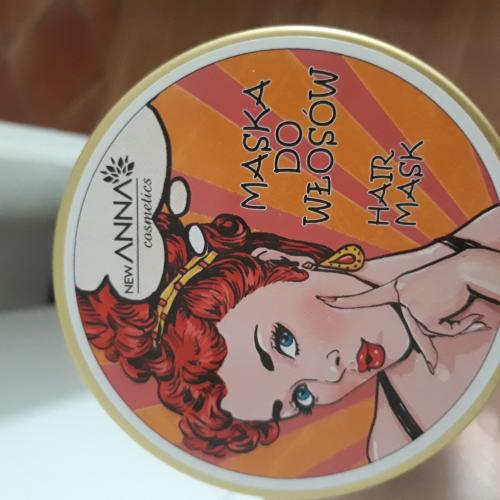 NEW ANNA
cosmetics
MASKA
DO
WŁOSÓW
HAIR
MASK